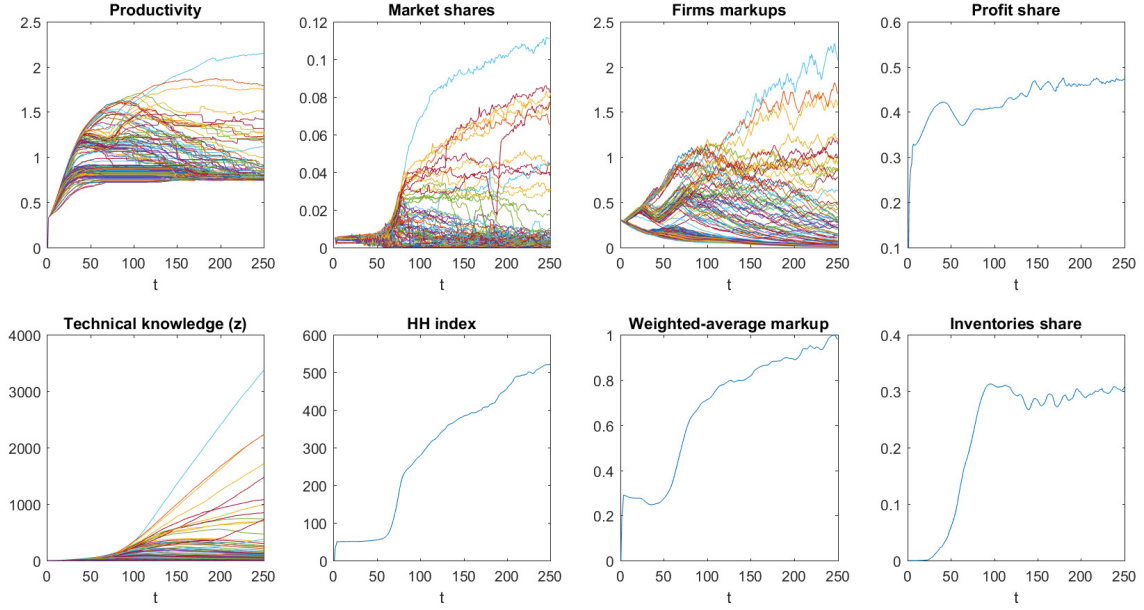 Productivity
2.5
2
1.5
1
0.5
0
0 50 100 150 200 250
t
Market shares
0.12
0.1
0.08
0.06
0.04
0.02
0
0 50 100 150 200 250
t
Firms markups
2.5
2
1.5
1
0.5
0
0 50 100 150 200 250
t
Profit share
0.6
0.5
0.4
0.3
0.2
0.1
0 50 100 150 200 250
t
Technical knowledge (z)
4000
3000
2000
1000
0
0 50 100 150 200 250
t
HH index
600
500
400
300
200
100
0
0 50 100 150 200 250
t
Weighted-average markup
1
0.8
0.6
0.4
0.2
0
0 50 100 150 200 250
t
Inventories share
0.4
0.3
0.2
0.1
0
0 50 100 150 200 250
t